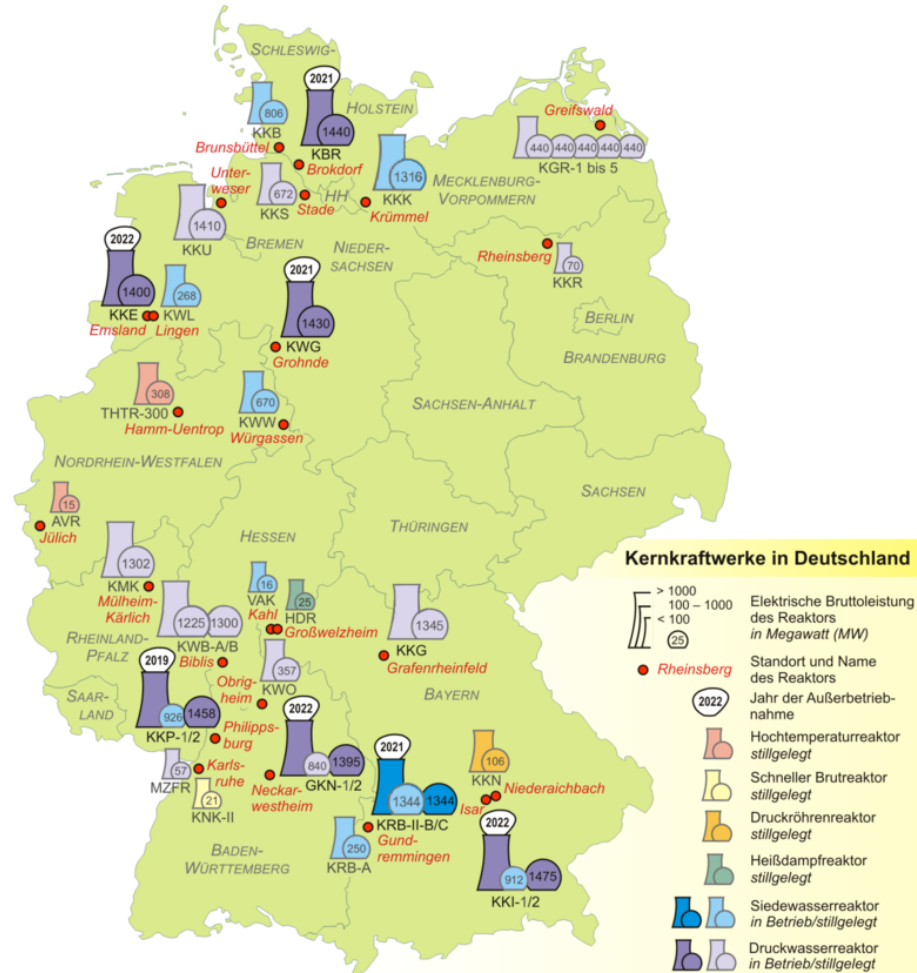 SCHLESWIG-
HOLSTEIN
2021
806
KKB
1440
KBR
Brunsbüttel
Brokdorf
Greifswald
440 440 440 440 440
KGR-1 bis 5
Unter-
weser
672
KKS
HH
Stade
1316
KKK
Krümmel
MECKLENBURG-
VORPOMMERN
1410
KKU
BREMEN
NIEDER-
SACHSEN
Rheinsberg
70
KKR
2022
1400
KKE
268
KWL
Emsland
Lingen
2021
1430
KWG
Grohnde
BERLIN
BRANDENBURG
308
THTR-300
Hamm-Uentrop
670
KWW
Würgassen
SACHSEN-ANHALT
NORDRHEIN-WESTFALEN
SACHSEN
15
AVR
Jülich
HESSEN
THÜRINGEN
1302
KMK
Mülheim-
Kärlich
16
VAK
Kahl
25
HDR
Großwelzheim
1225 1300
KWB-A/B
Biblis
RHEINLAND-
PFALZ
1345
KKG
Grafenrheinfeld
357
KWO
Obrig-
heim
BAYERN
SAAR-
LAND
2019
926 1458
KKP-1/2
Philipps-
burg
2022
840 1395
GKN-1/2
Neckar-
westheim
57
MZFR
Karls-
ruhe
21
KNK-II
2021
1344 1344
KRB-II-B/C
Gund-
remmingen
250
KRB-A
106
KKN
Niederaichbach
Isar
2022
912 1475
KKI-1/2
BADEN-
WÜRTTEMBERG
Kernkraftwerke in Deutschland
> 1000
100 – 1000
< 100
25
Elektrische Bruttoleistung
des Reaktors
in Megawatt (MW)
Rheinsberg
Standort und Name
des Reaktors
2022
Jahr der Außerbetrieb-
nahme
Hochtemperaturreaktor
stillgelegt
Schneller Brutreaktor
stillgelegt
Druckröhrenreaktor
stillgelegt
Heißdampfreaktor
stillgelegt
Siedewasserreaktor
in Betrieb/stillgelegt
Druckwasserreaktor
in Betrieb/stillgelegt